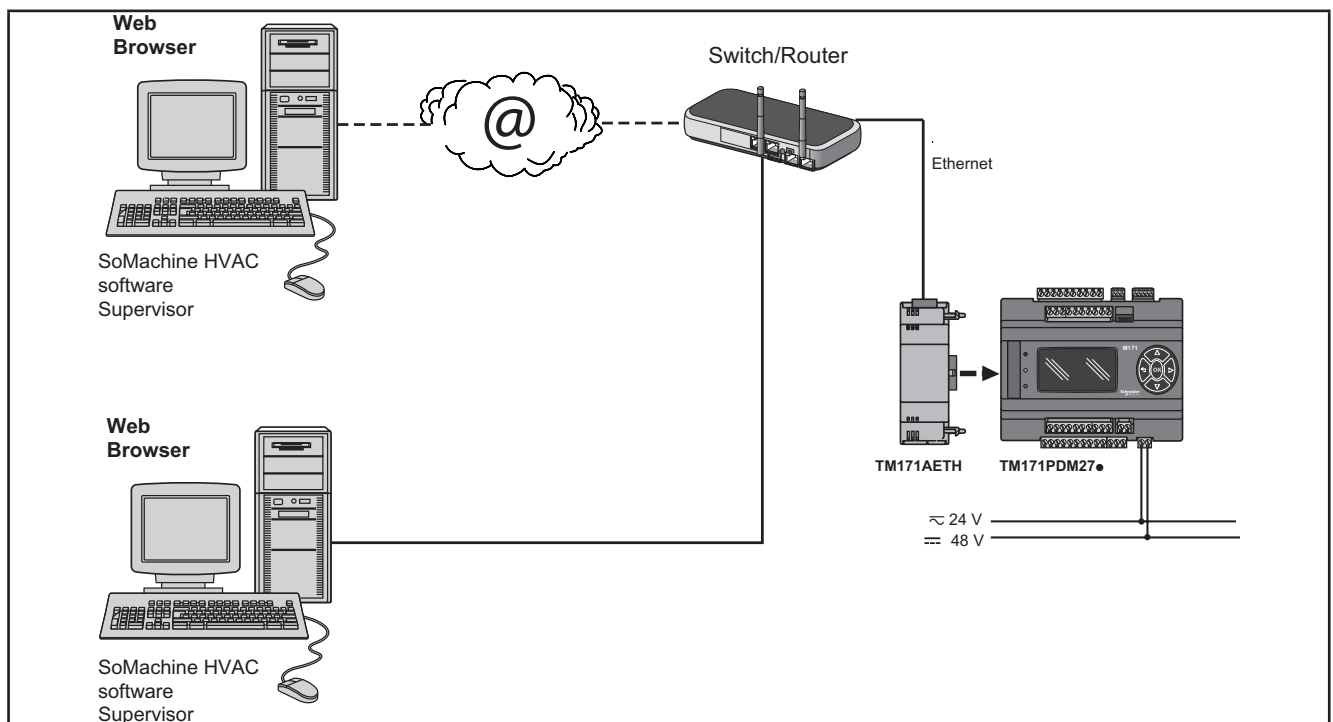 Web
Browser
Switch/Router
@
Ethernet
SoMachine HVAC
software
Supervisor
M171
OK
Web
Browser
TM171AETH
TM171PDM27●
24 V
48 V
SoMachine HVAC
software
Supervisor